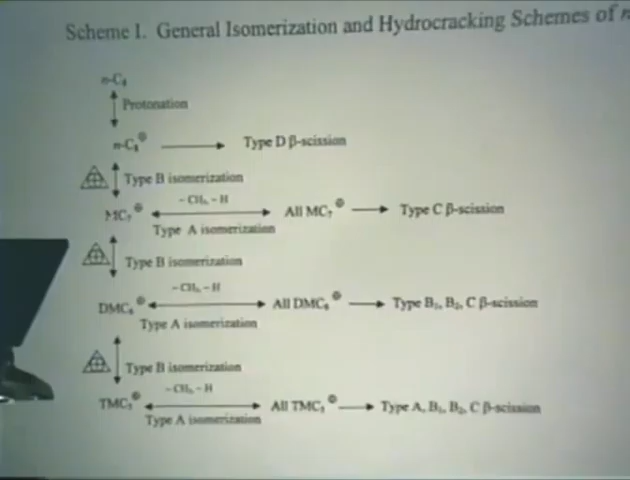 Scheme I. General Isomerization and Hydrocracking Schemes of n
n-C₈
Protonation
n-C₈⊕ Type D β-scission
Type B isomerization
- CH₃, - H
MC₇⊕ All MC₇⊕ Type C β-scission
Type A isomerization
Type B isomerization
- CH₃, - H
DMC₆⊕ All DMC₆⊕ Type B₁, B₂, C β-scission
Type A isomerization
Type B isomerization
- CH₃, - H
TMC₅⊕ All TMC₅⊕ Type A, B₁, B₂, C β-scission
Type A isomerization